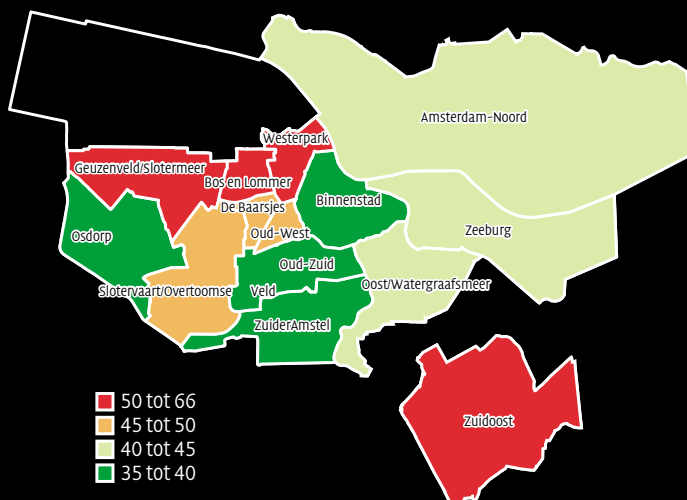 Amsterdam-Noord
Westerpark
Geuzenveld/Slotermeer
Bos en Lommer
Binnenstad
De Baarsjes
Zeeburg
Oud-West
Osdorp
Oud-Zuid
Oost/Watergraafsmeer
Slotervaart/Overtoomse
Veld
ZuiderAmstel
50 tot 66
Zuidoost
45 tot 50
40 tot 45
35 tot 40